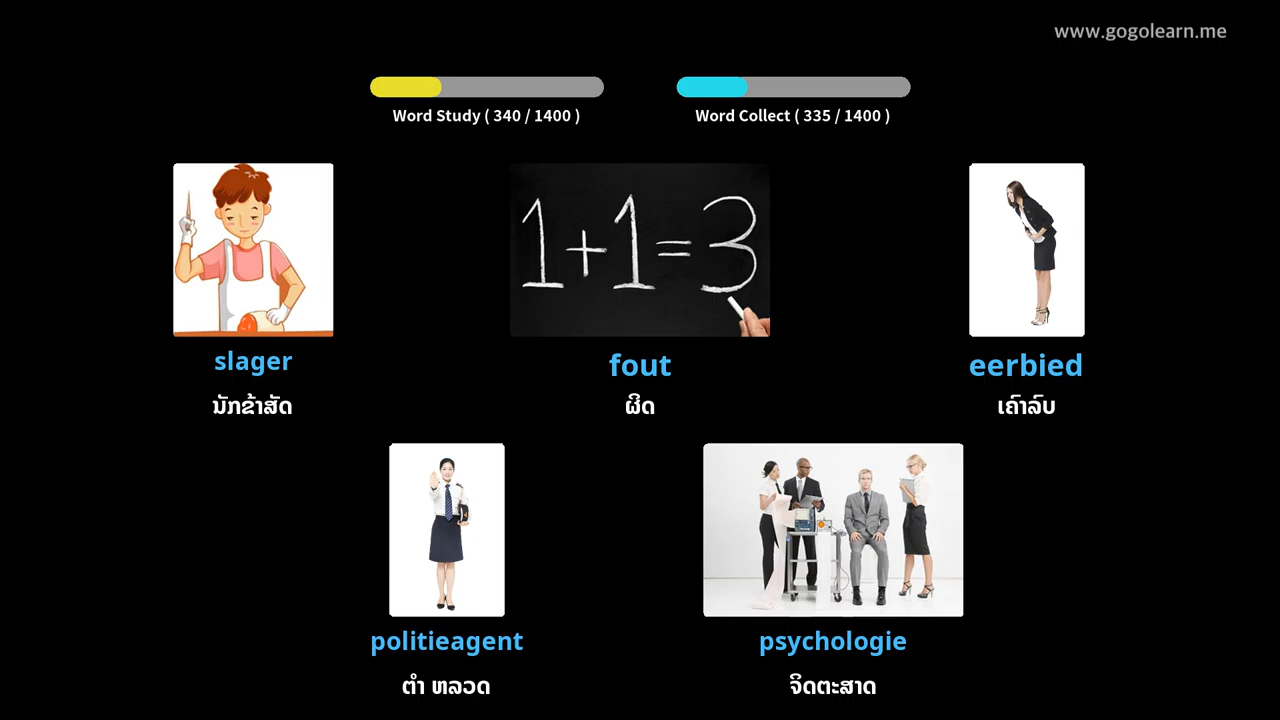 www.gogolearn.me
Word Study ( 340 / 1400 )
Word Collect ( 335 / 1400 )
1+1=3
slager
fout
eerbied
ນັກຂ້າສັດ
ຜິດ
ເຄົາລົບ
politieagent
psychologie
ຕຳ ຫລວດ
ຈິດຕະສາດ